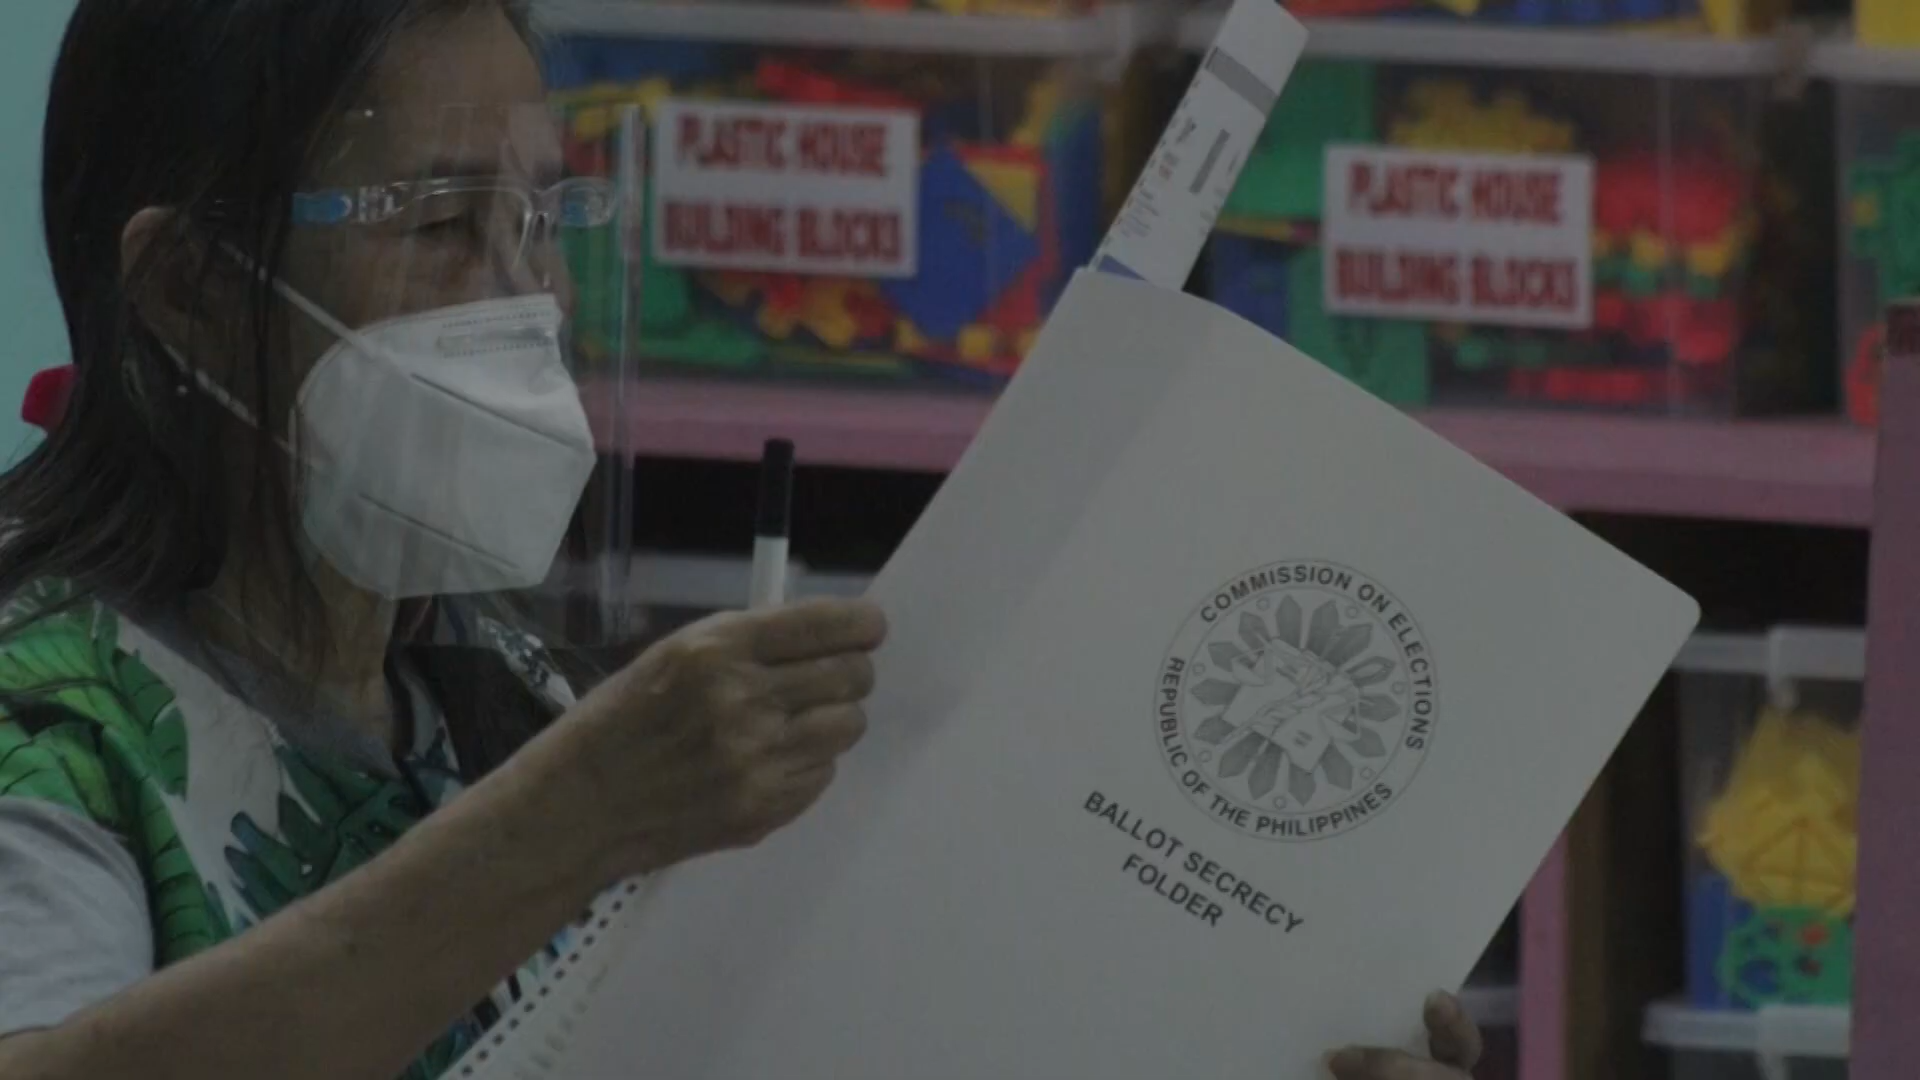 PLASTIC HOUSE
BUILDING BLOCKS
PLASTIC HOUSE
BUILDING BLOCKS
COMMISSION ON ELECTIONS
REPUBLIC OF THE PHILIPPINES
BALLOT SECRECY
FOLDER